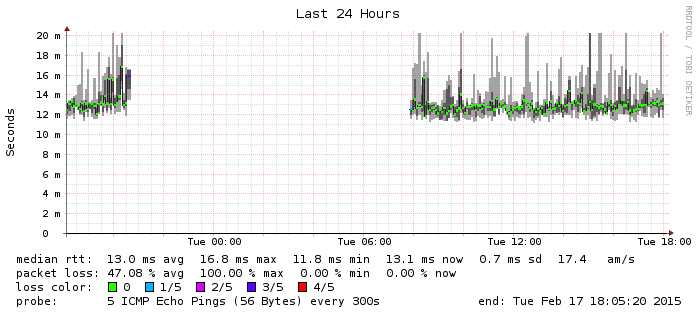 Last 24 Hours
RRDTOOL / TOBI OETIKER
Seconds
20 m
18 m
16 m
14 m
12 m
10 m
8 m
6 m
4 m
2 m
0
Tue 00:00 Tue 06:00 Tue 12:00 Tue 18:00
median rtt: 13.0 ms avg 16.8 ms max 11.8 ms min 13.1 ms now 0.7 ms sd 17.4 am/s
packet loss: 47.08 % avg 100.00 % max 0.00 % min 0.00 % now
loss color: 0 1/5 2/5 3/5 4/5
probe: 5 ICMP Echo Pings (56 Bytes) every 300s end: Tue Feb 17 18:05:20 2015